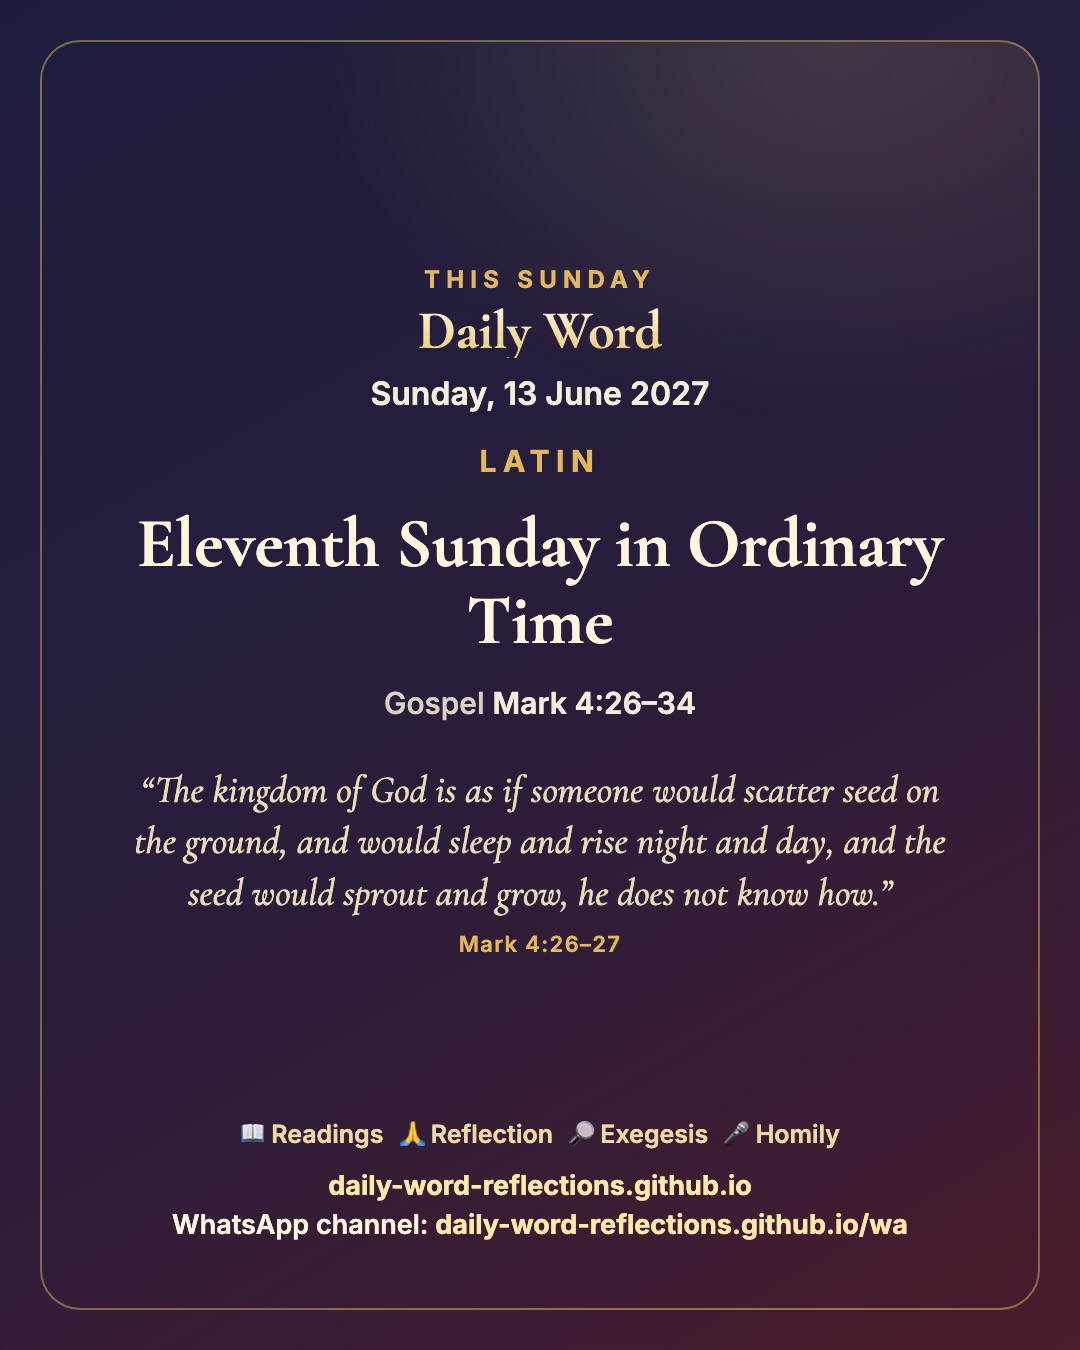 THIS SUNDAY
Daily Word
Sunday, 13 June 2027
LATIN
Eleventh Sunday in Ordinary
Time
Gospel Mark 4:26–34
“The kingdom of God is as if someone would scatter seed on
the ground, and would sleep and rise night and day, and the
seed would sprout and grow, he does not know how.”
Mark 4:26–27
📖 Readings 🙏 Reflection 🔎 Exegesis 🎤 Homily
daily-word-reflections.github.io
WhatsApp channel: daily-word-reflections.github.io/wa